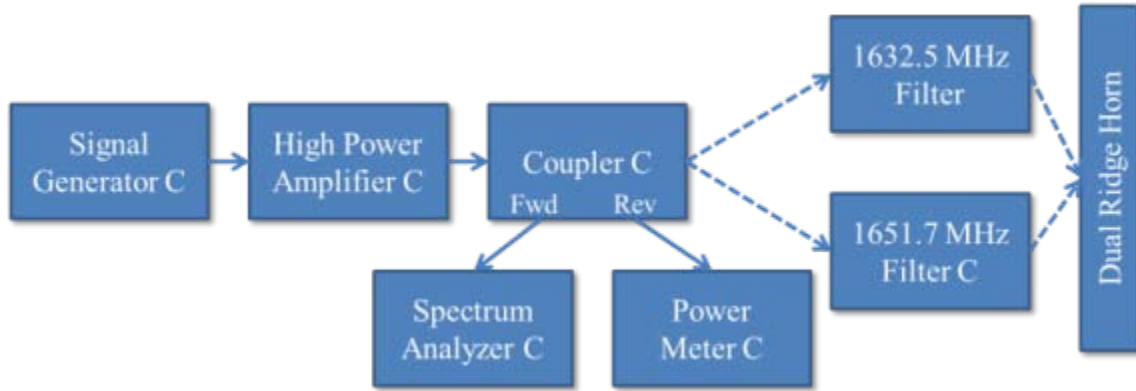 Signal
Generator C
High Power
Amplifier C
Coupler C
Fwd Rev
Spectrum
Analyzer C
Power
Meter C
1632.5 MHz
Filter
1651.7 MHz
Filter C
Dual Ridge Horn